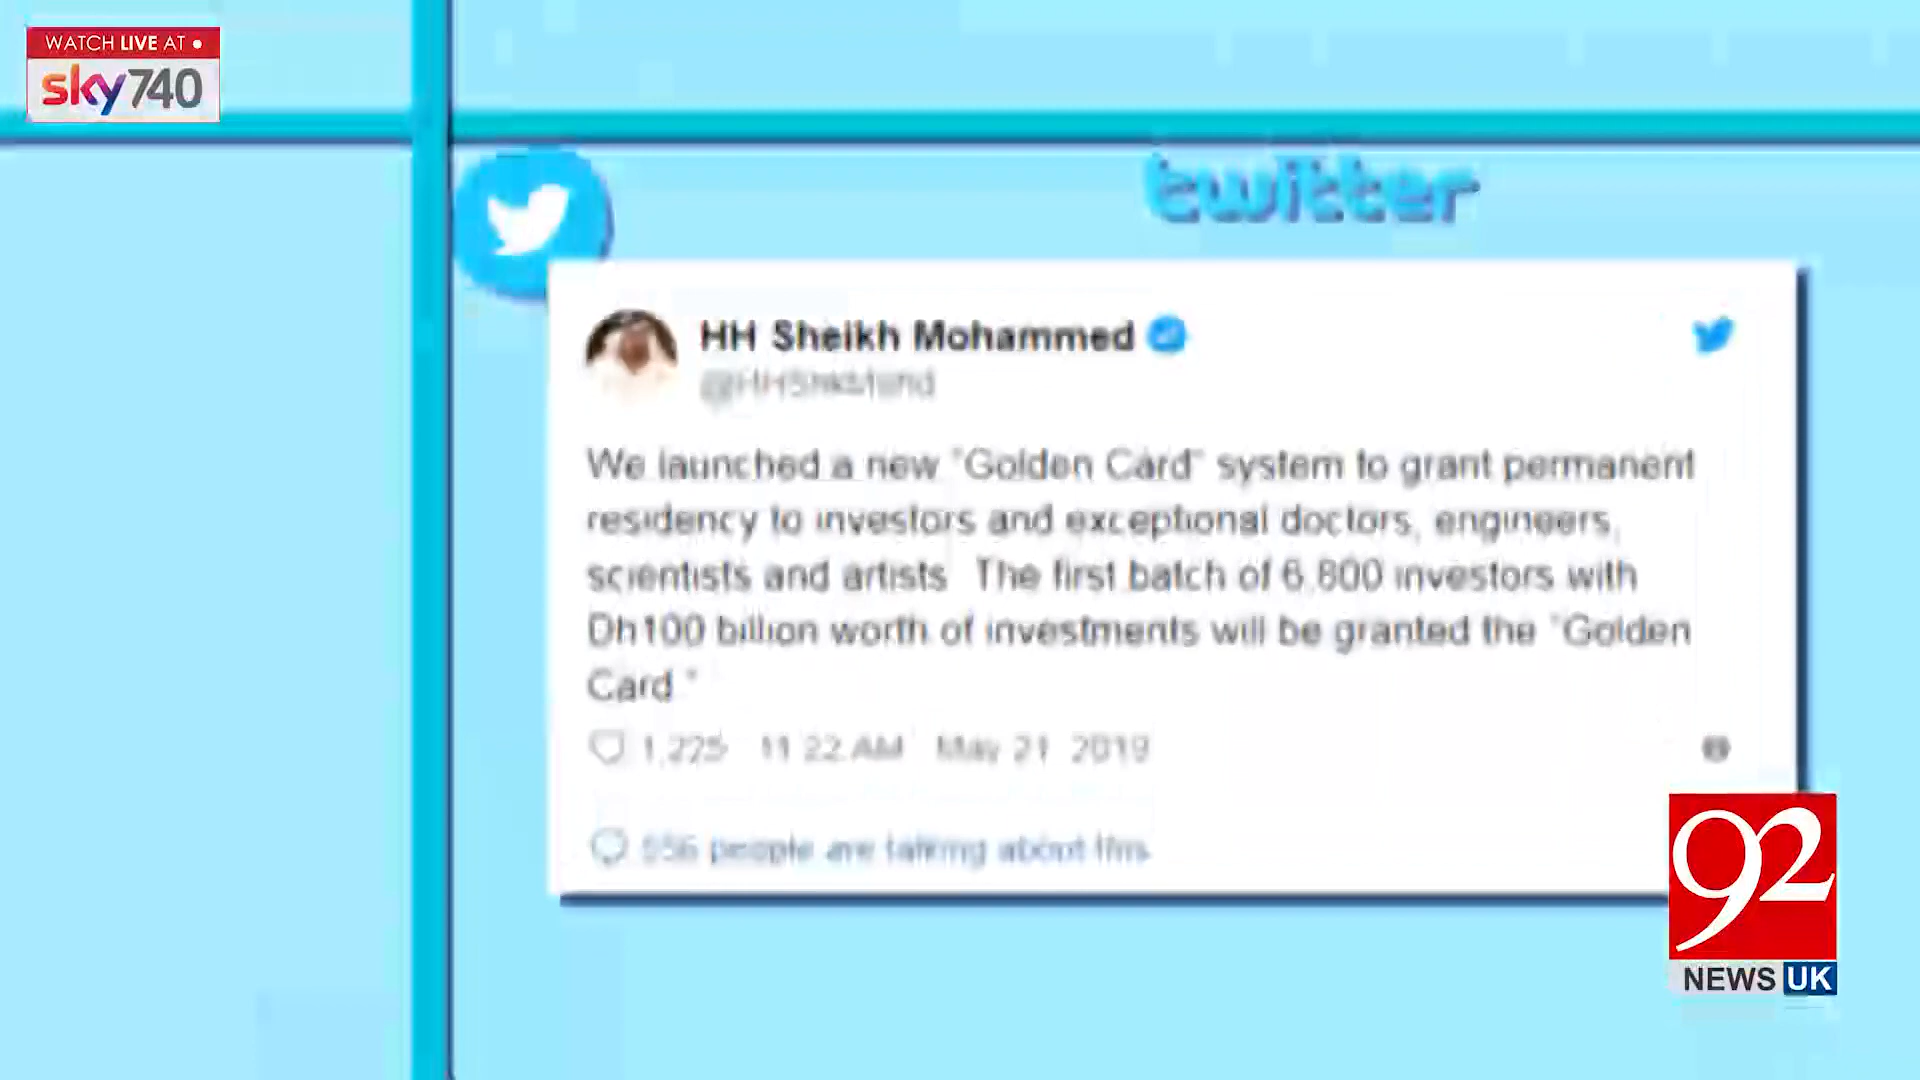 WATCH LIVE AT
sky740
twitter
HH Sheikh Mohammed
@HHShkMohd
We launched a new "Golden Card" system to grant permanent
residency to investors and exceptional doctors, engineers,
scientists and artists. The first batch of 6,800 investors with
Dh100 billion worth of investments will be granted the "Golden
Card."
1,225 11:22 AM May 21, 2019
556 people are talking about this
92
NEWS UK